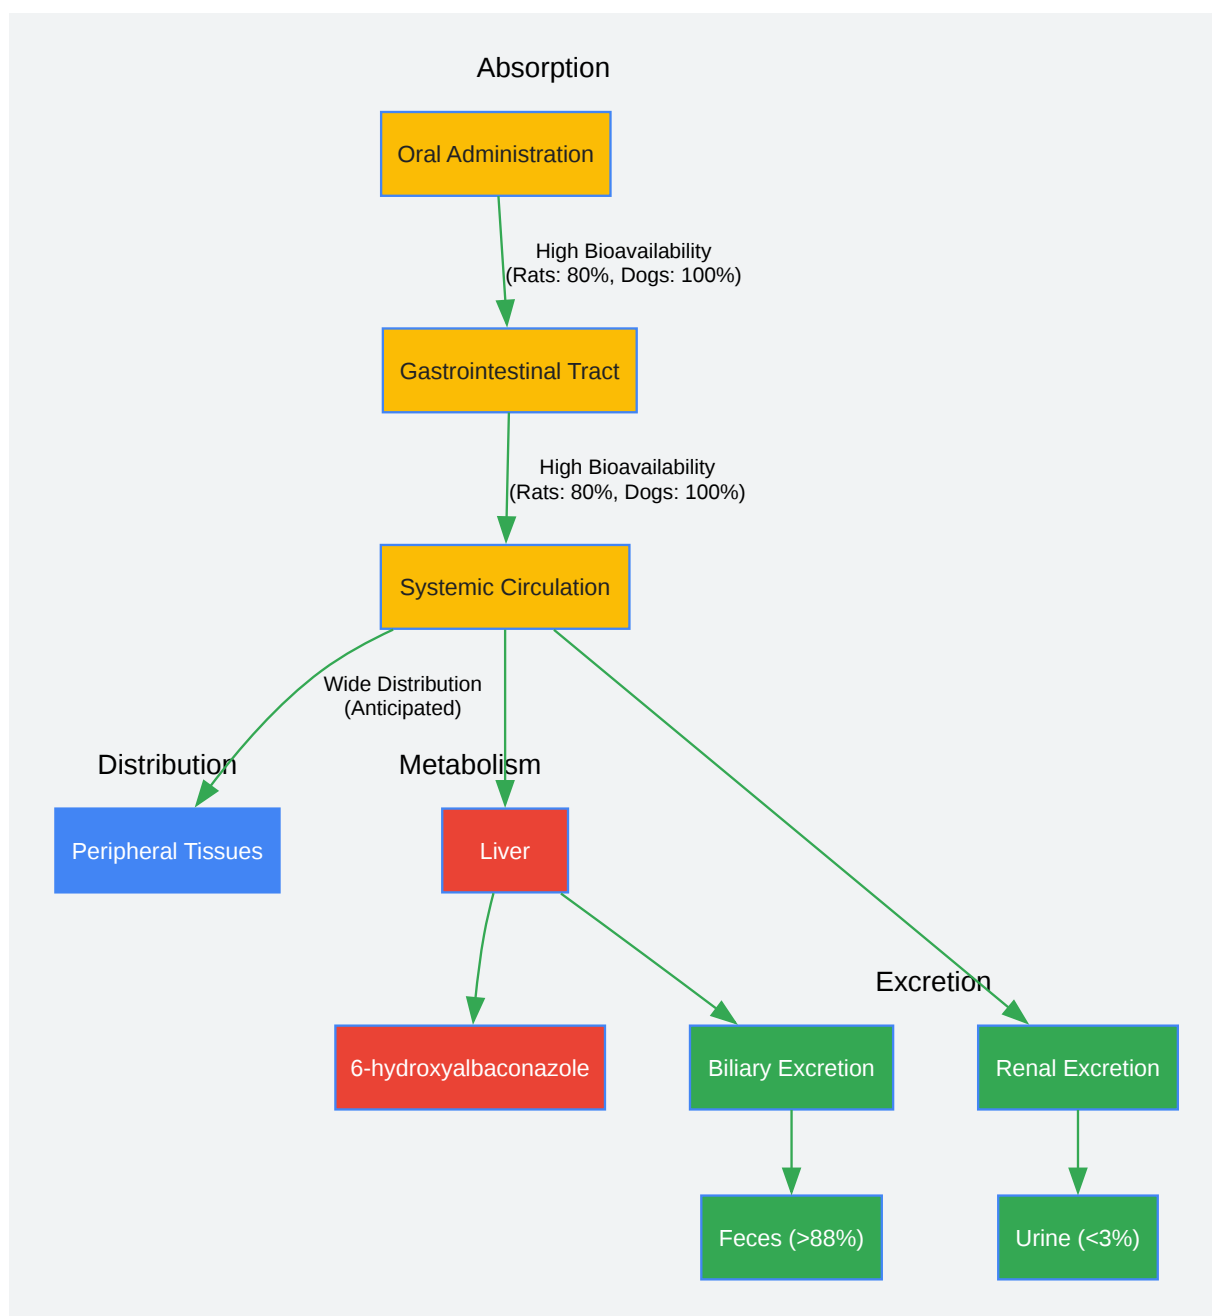 Absorption
Oral Administration
High Bioavailability
(Rats: 80%, Dogs: 100%)
Gastrointestinal Tract
High Bioavailability
(Rats: 80%, Dogs: 100%)
Systemic Circulation
Wide Distribution
(Anticipated)
Distribution
Metabolism
Peripheral Tissues
Liver
Excretion
6-hydroxyalbaconazole
Biliary Excretion
Renal Excretion
Feces (>88%)
Urine (<3%)